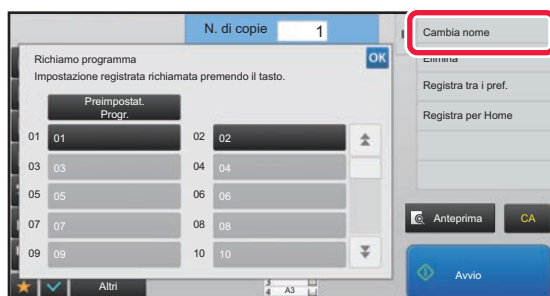 N. di copie 1
Cambia nome
Richiamo programma
OK
Impostazione registrata richiamata premendo il tasto.
Elimina
Registra tra i pref.
Preimpostat.
Progr.
Registra per Home
01 01
02 02
03 03
04 04
05 05
06 06
07 07
08 08
09 09
10 10
Anteprima
CA
Altri
4 A3
Avvio